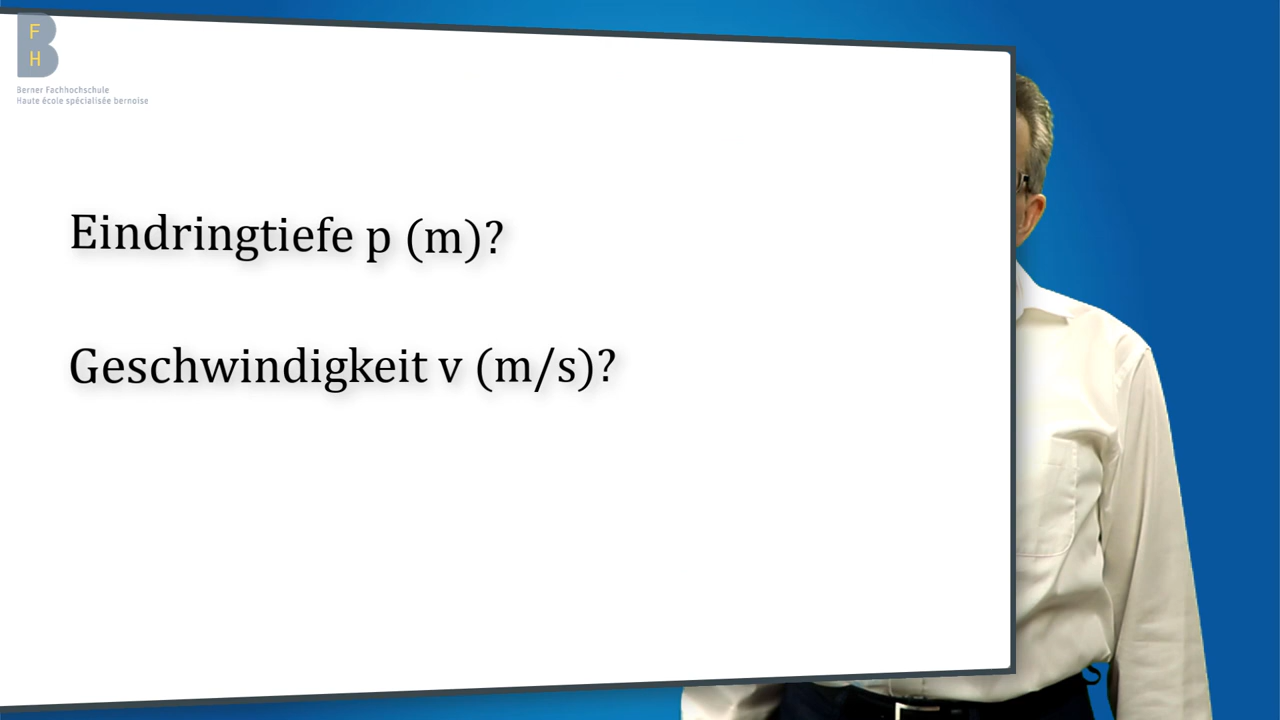 F
H
Berner Fachhochschule
Haute école spécialisée bernoise
Eindringtiefe p (m)?
Geschwindigkeit v (m/s)?